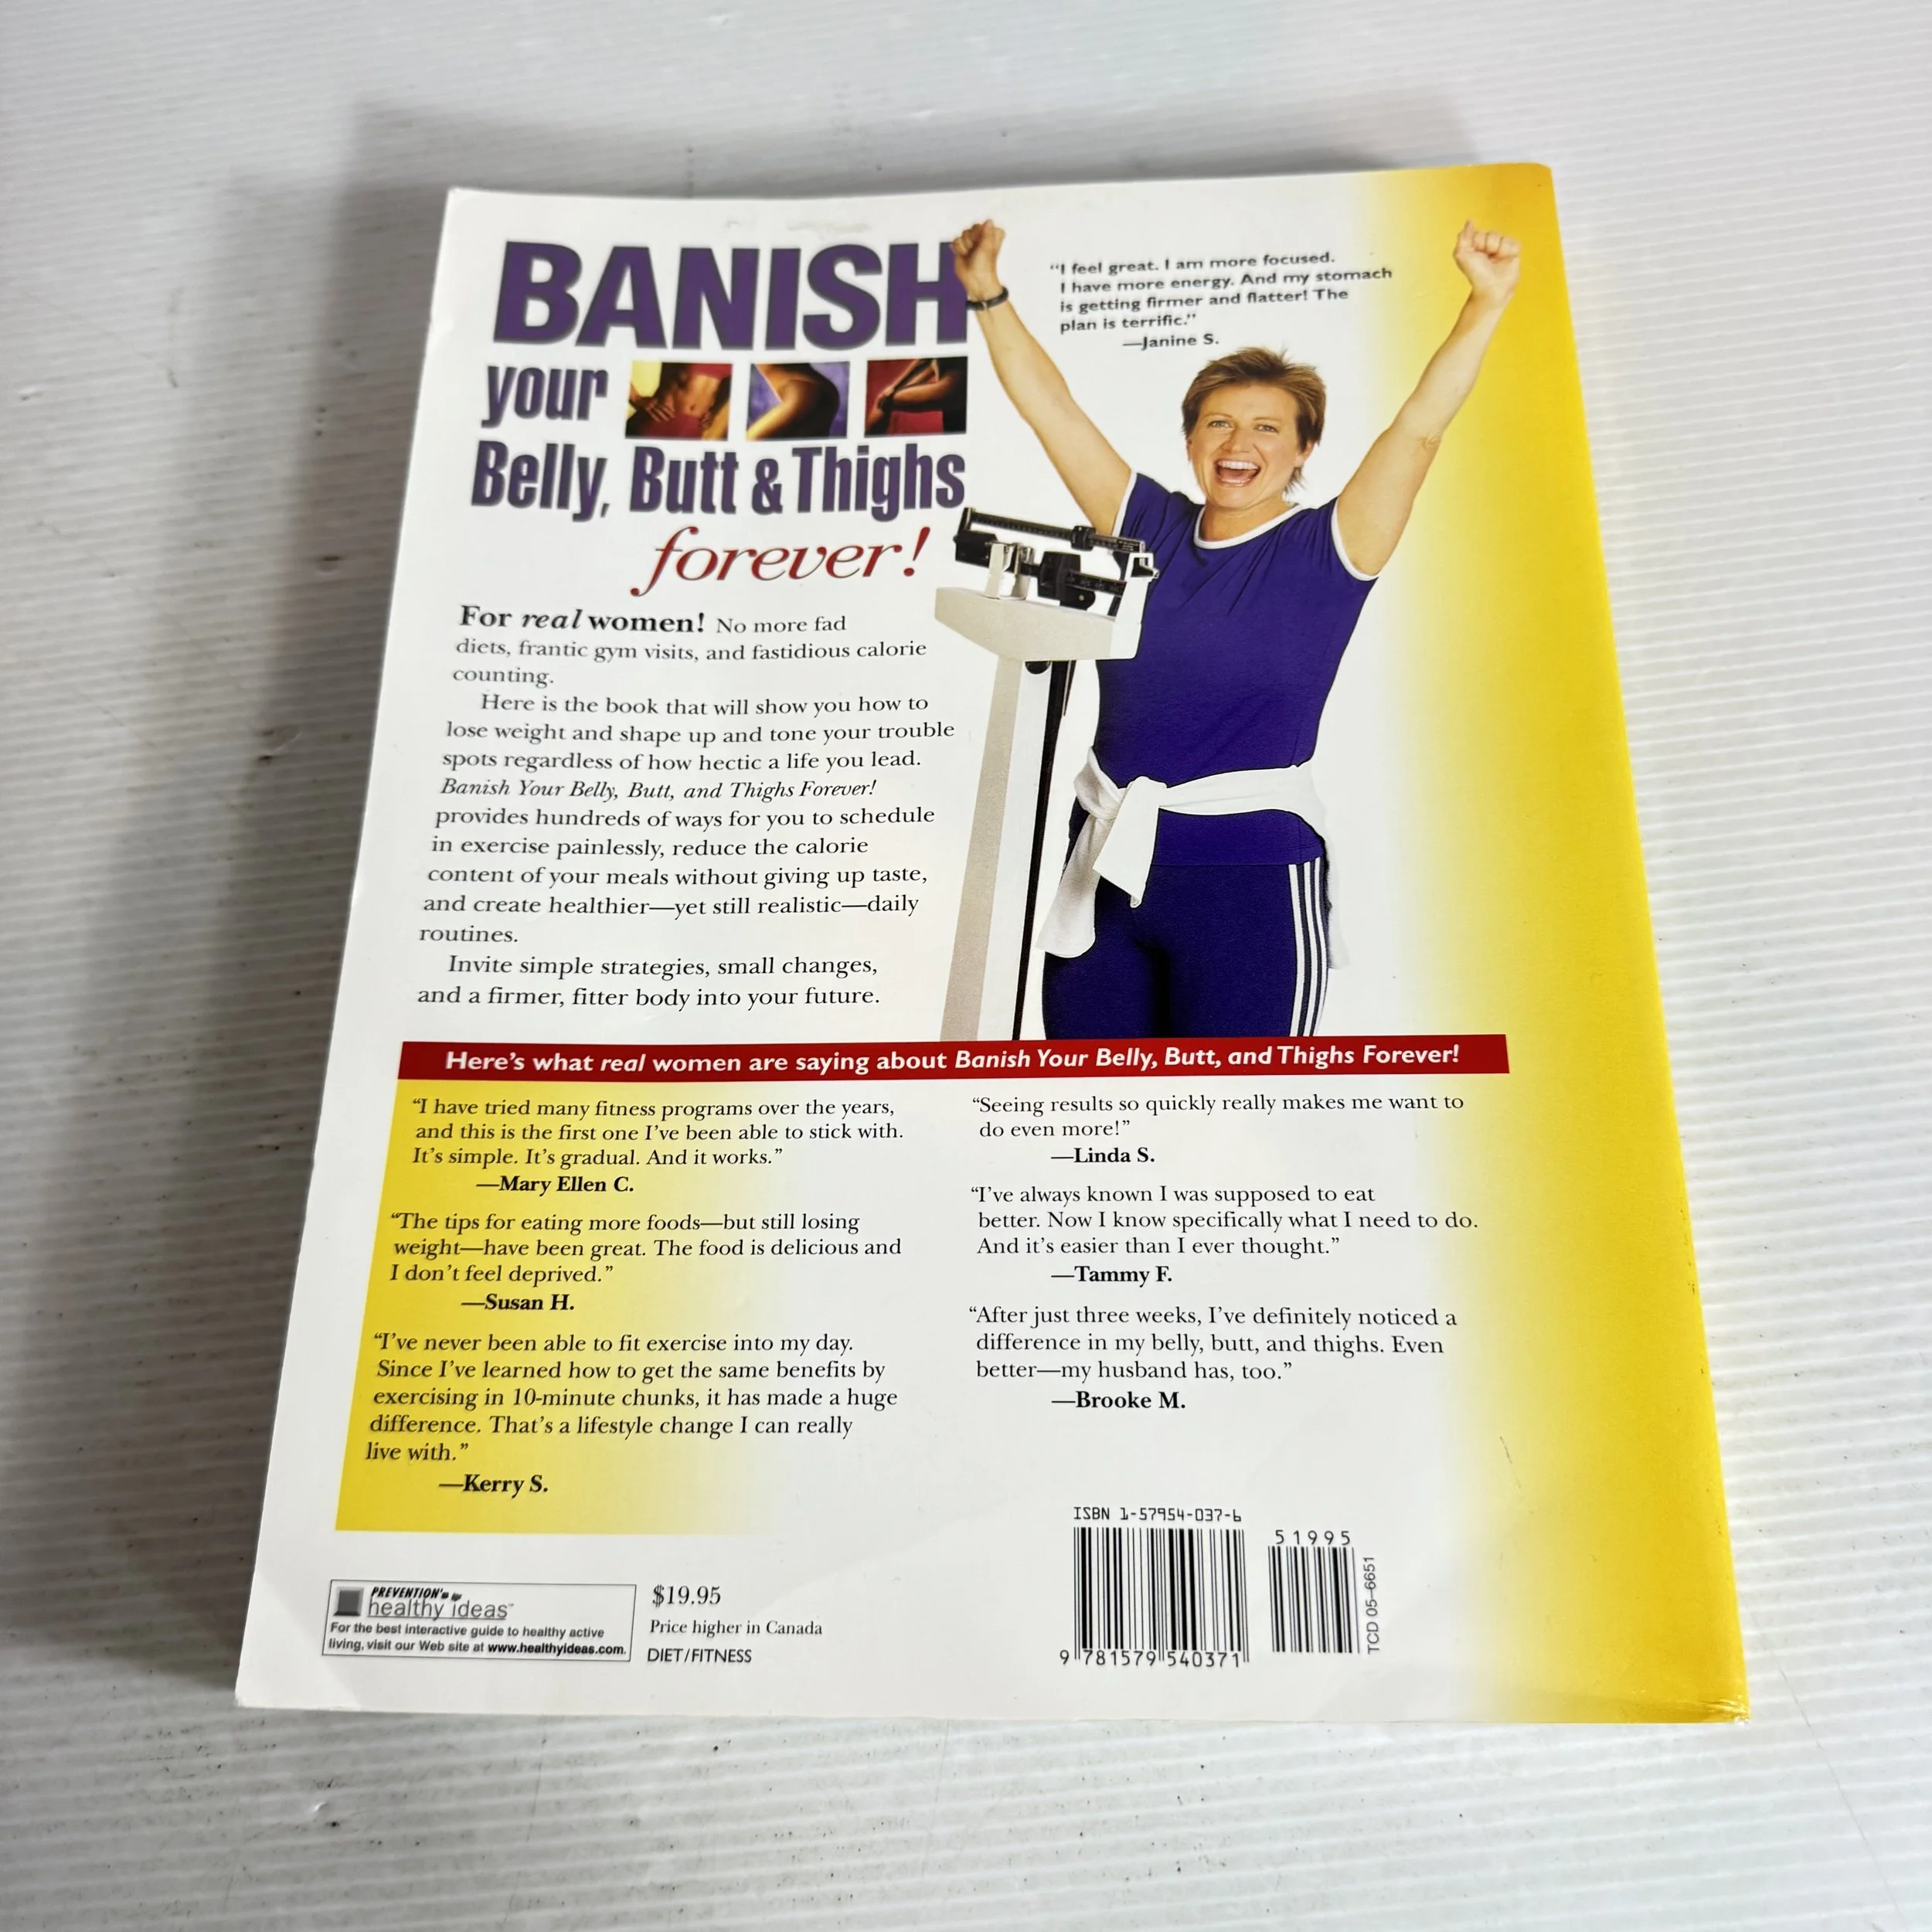 BANISH
your
Belly, Butt & Thighs
forever!
“I feel great. I am more focused.
I have more energy. And my stomach
is getting firmer and flatter! The
plan is terrific.”
—Janine S.
For real women! No more fad
diets, frantic gym visits, and fastidious calorie
counting.
Here is the book that will show you how to
lose weight and shape up and tone your trouble
spots regardless of how hectic a life you lead.
Banish Your Belly, Butt, and Thighs Forever!
provides hundreds of ways for you to schedule
in exercise painlessly, reduce the calorie
content of your meals without giving up taste,
and create healthier—yet still realistic—daily
routines.
Invite simple strategies, small changes,
and a firmer, fitter body into your future.
Here’s what real women are saying about Banish Your Belly, Butt, and Thighs Forever!
“I have tried many fitness programs over the years,
and this is the first one I’ve been able to stick with.
It’s simple. It’s gradual. And it works.”
—Mary Ellen C.
“The tips for eating more foods—but still losing
weight—have been great. The food is delicious and
I don’t feel deprived.”
—Susan H.
“I’ve never been able to fit exercise into my day.
Since I’ve learned how to get the same benefits by
exercising in 10-minute chunks, it has made a huge
difference. That’s a lifestyle change I can really
live with.”
—Kerry S.
“Seeing results so quickly really makes me want to
do even more!”
—Linda S.
“I’ve always known I was supposed to eat
better. Now I know specifically what I need to do.
And it’s easier than I ever thought.”
—Tammy F.
“After just three weeks, I’ve definitely noticed a
difference in my belly, butt, and thighs. Even
better—my husband has, too.”
—Brooke M.
PREVENTION's
healthy ideas™
For the best interactive guide to healthy active
living, visit our Web site at www.healthyideas.com.
$19.95
Price higher in Canada
DIET/FITNESS
ISBN 1-57954-037-6
51995
9 781579 540371
TCD 05-6651